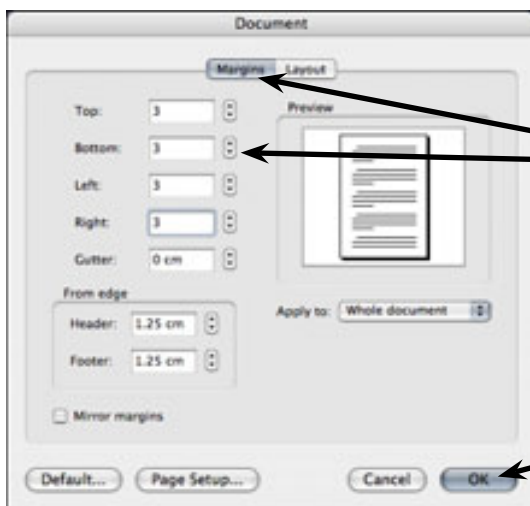 Document
Margins Layout
Top: 3
Bottom: 3
Left: 3
Right: 3
Gutter: 0 cm
Preview
From edge
Header: 1.25 cm
Footer: 1.25 cm
Apply to: Whole document
Mirror margins
Default... Page Setup... Cancel OK